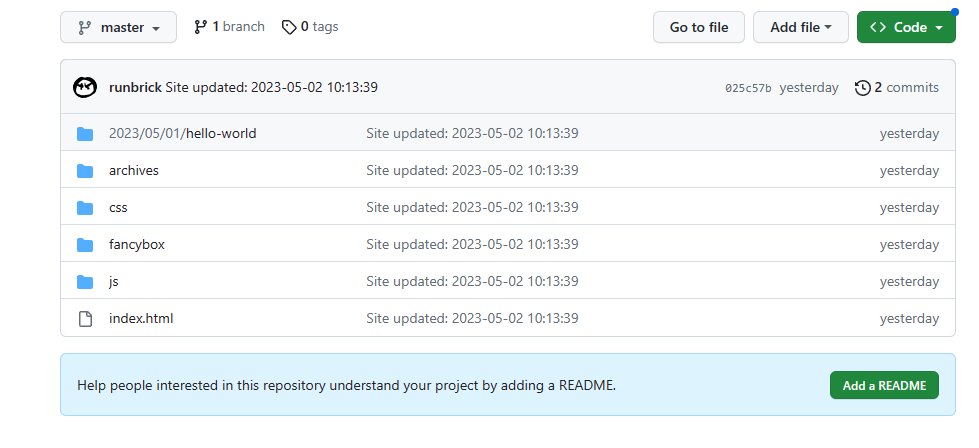 master 1 branch 0 tags Go to file Add file Code
runbrick Site updated: 2023-05-02 10:13:39 025c57b yesterday 2 commits
2023/05/01/hello-world Site updated: 2023-05-02 10:13:39 yesterday
archives Site updated: 2023-05-02 10:13:39 yesterday
css Site updated: 2023-05-02 10:13:39 yesterday
fancybox Site updated: 2023-05-02 10:13:39 yesterday
js Site updated: 2023-05-02 10:13:39 yesterday
index.html Site updated: 2023-05-02 10:13:39 yesterday
Help people interested in this repository understand your project by adding a README. Add a README